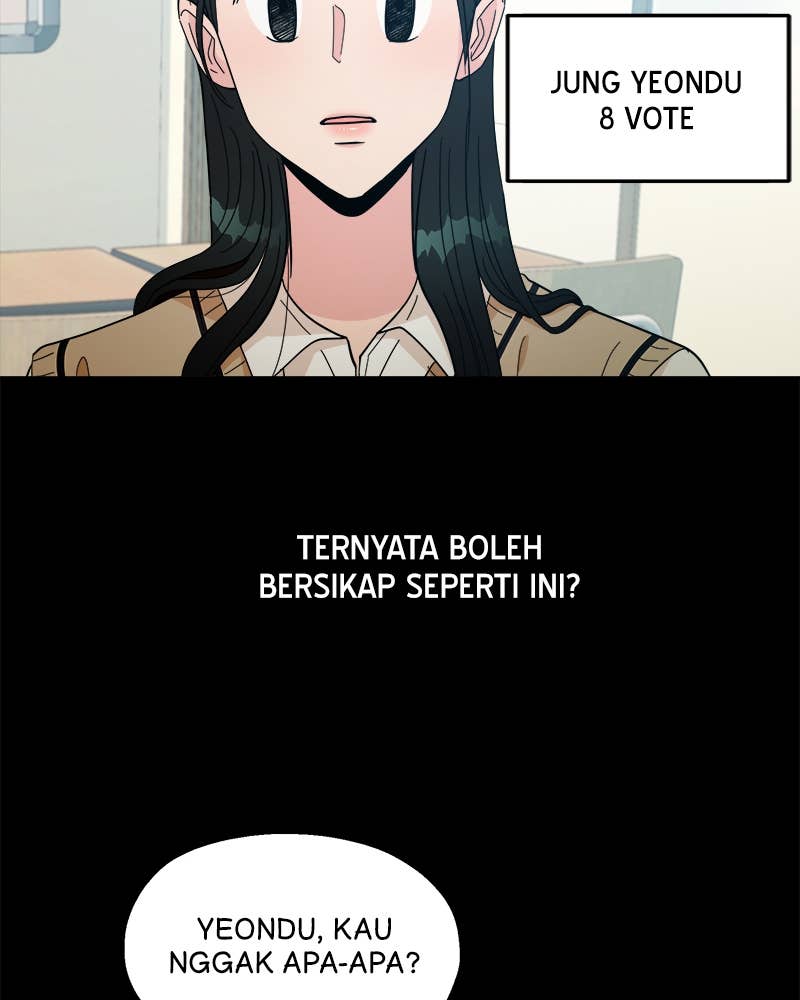 JUNG YEONDU
8 VOTE
TERNYATA BOLEH
BERSIKAP SEPERTI INI?
YEONDU, KAU
NGGAK APA-APA?